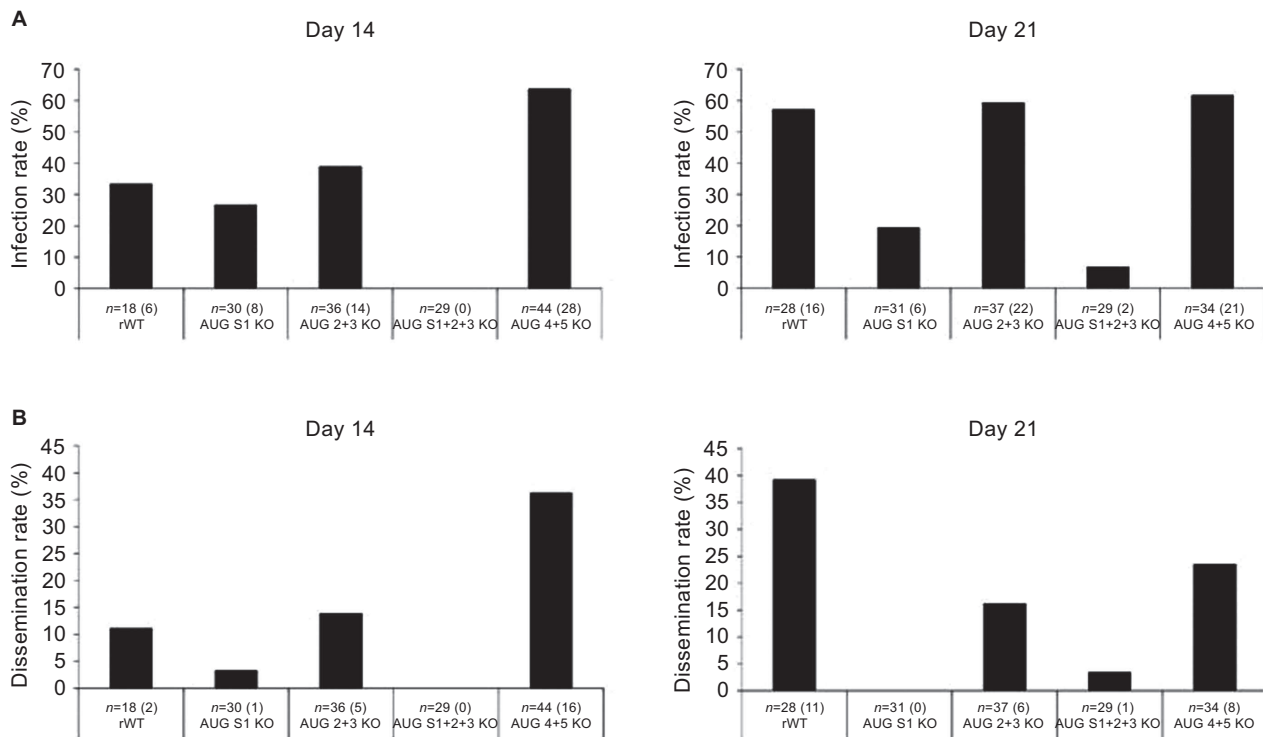 A
Day 14
Infection rate (%)
70
60
50
40
30
20
10
0
n=18 (6) n=30 (8) n=36 (14) n=29 (0) n=44 (28)
rWT AUG S1 KO AUG 2+3 KO AUG S1+2+3 KO AUG 4+5 KO
Day 21
Infection rate (%)
70
60
50
40
30
20
10
0
n=28 (16) n=31 (6) n=37 (22) n=29 (2) n=34 (21)
rWT AUG S1 KO AUG 2+3 KO AUG S1+2+3 KO AUG 4+5 KO
B
Day 14
Dissemination rate (%)
45
40
35
30
25
20
15
10
5
0
n=18 (2) n=30 (1) n=36 (5) n=29 (0) n=44 (16)
rWT AUG S1 KO AUG 2+3 KO AUG S1+2+3 KO AUG 4+5 KO
Day 21
Dissemination rate (%)
45
40
35
30
25
20
15
10
5
0
n=28 (11) n=31 (0) n=37 (6) n=29 (1) n=34 (8)
rWT AUG S1 KO AUG 2+3 KO AUG S1+2+3 KO AUG 4+5 KO